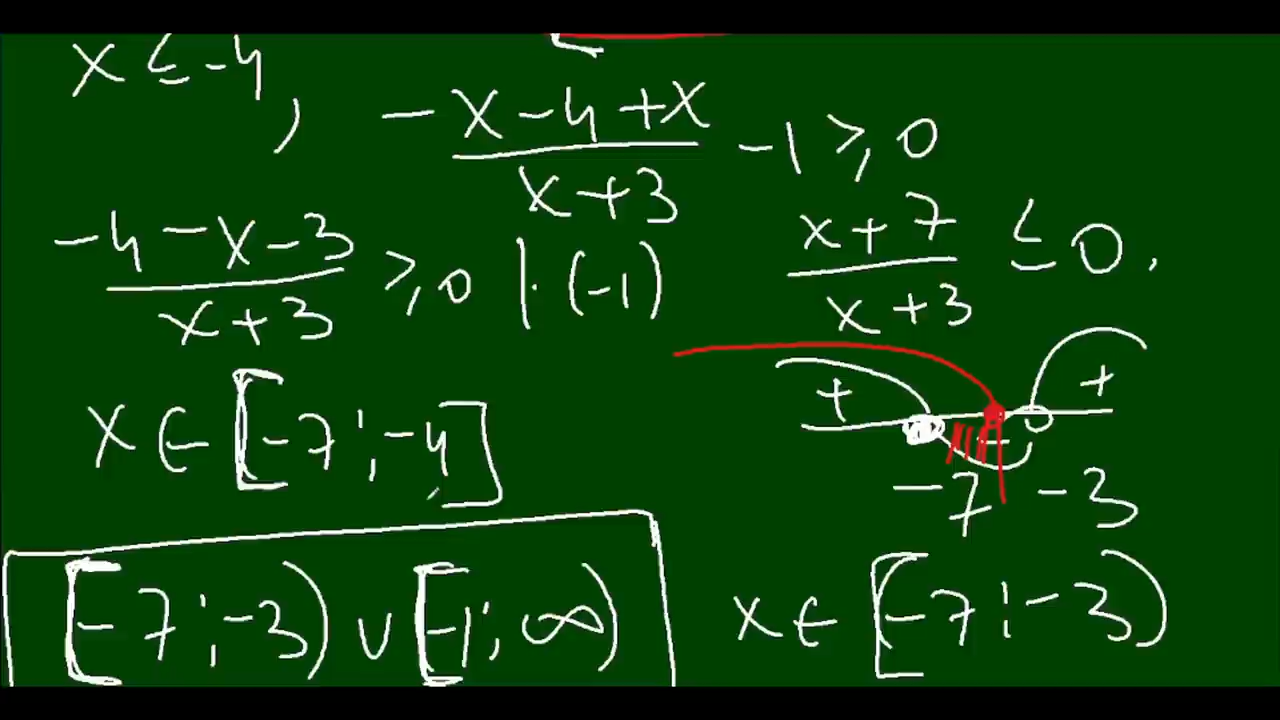 x ≤ -4, (-x-4+x)/(x+3) - 1 ≥ 0
(-4-x-3)/(x+3) ≥ 0 |·(-1) (x+7)/(x+3) ≤ 0.
+ - +
-7 -3
x ∈ [-7; -4]
x ∈ [-7; -3)
[-7; -3) ∪ [-1; ∞)